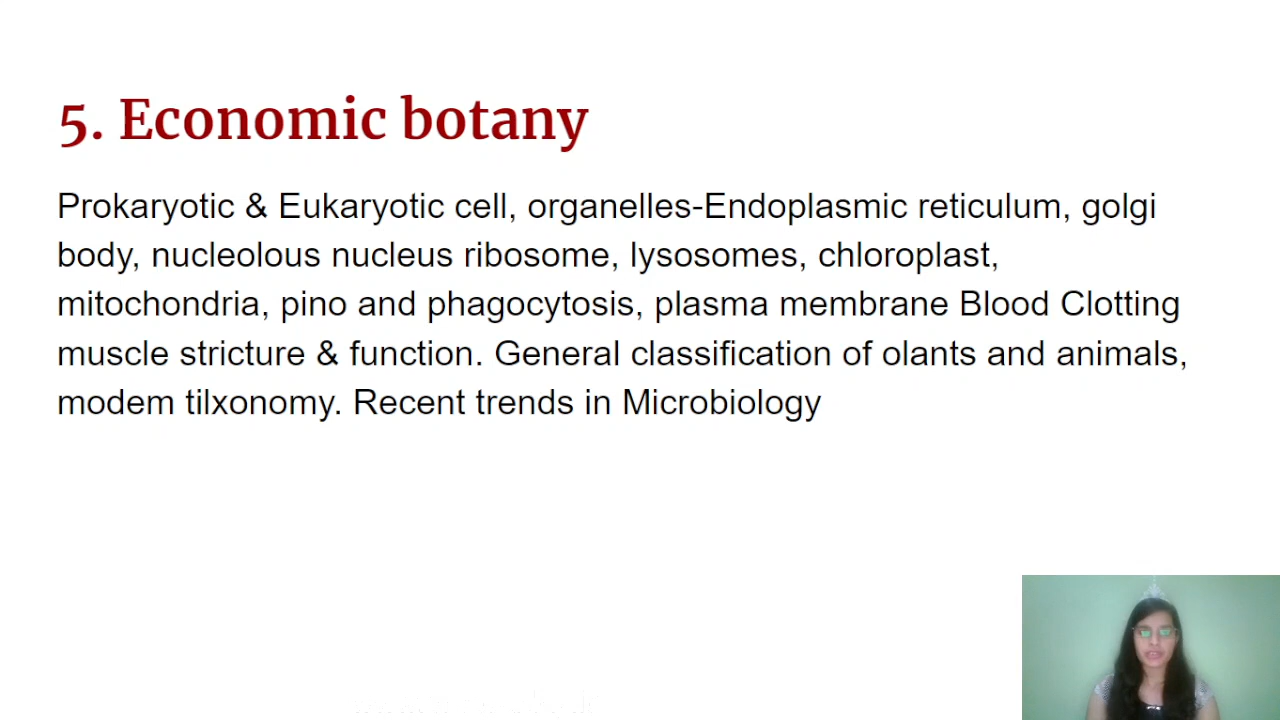 5. Economic botany
Prokaryotic & Eukaryotic cell, organelles-Endoplasmic reticulum, golgi
body, nucleolous nucleus ribosome, lysosomes, chloroplast,
mitochondria, pino and phagocytosis, plasma membrane Blood Clotting
muscle stricture & function. General classification of olants and animals,
modem tilxonomy. Recent trends in Microbiology